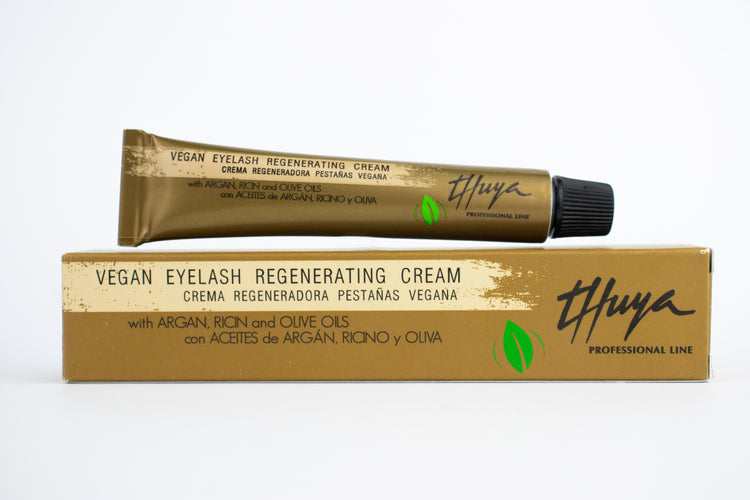 VEGAN EYELASH REGENERATING CREAM
CREMA REGENERADORA PESTAÑAS VEGANA
with ARGAN, RICIN and OLIVE OILS
con ACEITES de ARGÁN, RICINO y OLIVA
thuya
PROFESSIONAL LINE
VEGAN EYELASH REGENERATING CREAM
CREMA REGENERADORA PESTAÑAS VEGANA
with ARGAN, RICIN and OLIVE OILS
con ACEITES de ARGÁN, RICINO y OLIVA
thuya
PROFESSIONAL LINE